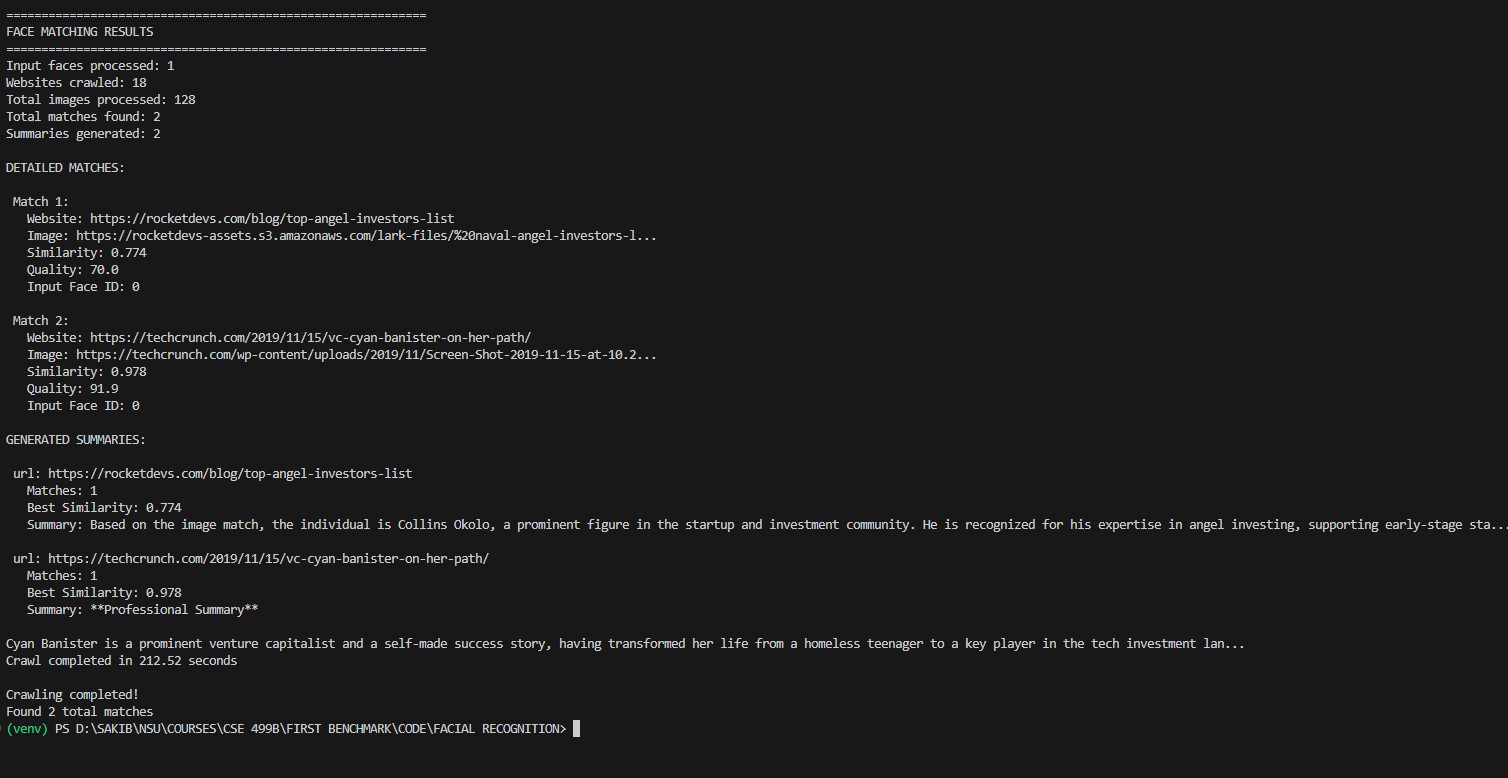 ============================================================
FACE MATCHING RESULTS
============================================================
Input faces processed: 1
Websites crawled: 18
Total images processed: 128
Total matches found: 2
Summaries generated: 2
DETAILED MATCHES:
Match 1:
Website: https://rocketdevs.com/blog/top-angel-investors-list
Image: https://rocketdevs-assets.s3.amazonaws.com/lark-files/%20naval-angel-investors-l...
Similarity: 0.774
Quality: 70.0
Input Face ID: 0
Match 2:
Website: https://techcrunch.com/2019/11/15/vc-cyan-banister-on-her-path/
Image: https://techcrunch.com/wp-content/uploads/2019/11/Screen-Shot-2019-11-15-at-10.2...
Similarity: 0.978
Quality: 91.9
Input Face ID: 0
GENERATED SUMMARIES:
url: https://rocketdevs.com/blog/top-angel-investors-list
Matches: 1
Best Similarity: 0.774
Summary: Based on the image match, the individual is Collins Okolo, a prominent figure in the startup and investment community. He is recognized for his expertise in angel investing, supporting early-stage sta...
url: https://techcrunch.com/2019/11/15/vc-cyan-banister-on-her-path/
Matches: 1
Best Similarity: 0.978
Summary: **Professional Summary**
Cyan Banister is a prominent venture capitalist and a self-made success story, having transformed her life from a homeless teenager to a key player in the tech investment lan...
Crawl completed in 212.52 seconds
Crawling completed!
Found 2 total matches
(venv) PS D:\SAKIB\NSU\COURSES\CSE 499B\FIRST BENCHMARK\CODE\FACIAL RECOGNITION>